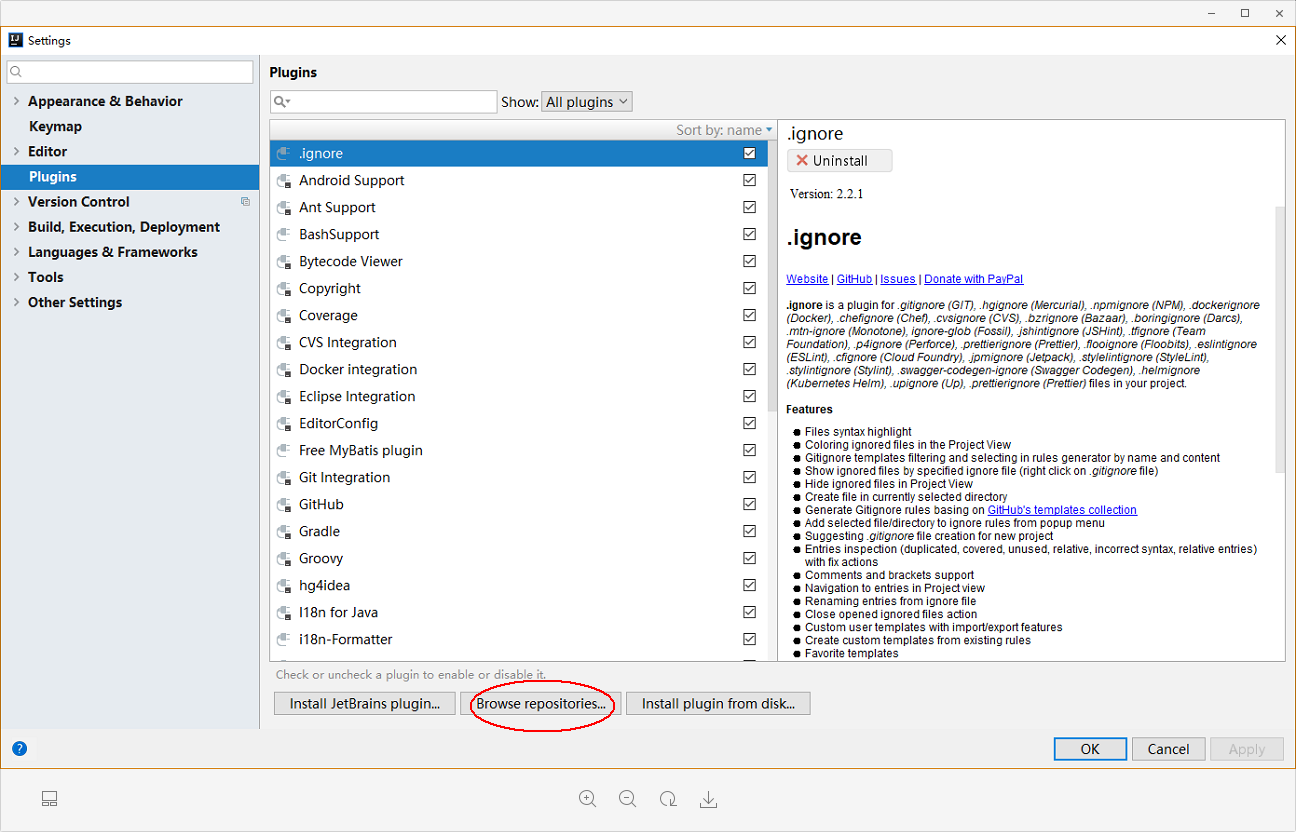 Settings
Appearance & Behavior
Keymap
Editor
Plugins
Version Control
Build, Execution, Deployment
Languages & Frameworks
Tools
Other Settings
Plugins
Show: All plugins
Sort by: name
.ignore
Android Support
Ant Support
BashSupport
Bytecode Viewer
Copyright
Coverage
CVS Integration
Docker integration
Eclipse Integration
EditorConfig
Free MyBatis plugin
Git Integration
GitHub
Gradle
Groovy
hg4idea
I18n for Java
i18n-Formatter
Check or uncheck a plugin to enable or disable it.
Install JetBrains plugin... Browse repositories... Install plugin from disk...
.ignore
Uninstall
Version: 2.2.1
.ignore
Website | GitHub | Issues | Donate with PayPal
.ignore is a plugin for .gitignore (GIT), .hgignore (Mercurial), .npmignore (NPM), .dockerignore
(Docker), .chefignore (Chef), .cvsignore (CVS), .bzrignore (Bazaar), .boringignore (Darcs),
.mtn-ignore (Monotone), ignore-glob (Fossil), .jshintignore (JSHint), .tfignore (Team
Foundation), .p4ignore (Perforce), .prettierignore (Prettier), .flooignore (Floobits), .eslintignore
(ESLint), .cfignore (Cloud Foundry), .jpmignore (Jetpack), .stylelintignore (StyleLint),
.stylintignore (Stylint), .swagger-codegen-ignore (Swagger Codegen), .helmignore
(Kubernetes Helm), .upignore (Up), .prettierignore (Prettier) files in your project.
Features
● Files syntax highlight
● Coloring ignored files in the Project View
● Gitignore templates filtering and selecting in rules generator by name and content
● Show ignored files by specified ignore file (right click on .gitignore file)
● Hide ignored files in Project View
● Create file in currently selected directory
● Generate Gitignore rules basing on GitHub's templates collection
● Add selected file/directory to ignore rules from popup menu
● Suggesting .gitignore file creation for new project
● Entries inspection (duplicated, covered, unused, relative, incorrect syntax, relative entries)
with fix actions
● Comments and brackets support
● Navigation to entries in Project view
● Renaming entries from ignore file
● Close opened ignored files action
● Custom user templates with import/export features
● Create custom templates from existing rules
● Favorite templates
? OK Cancel Apply